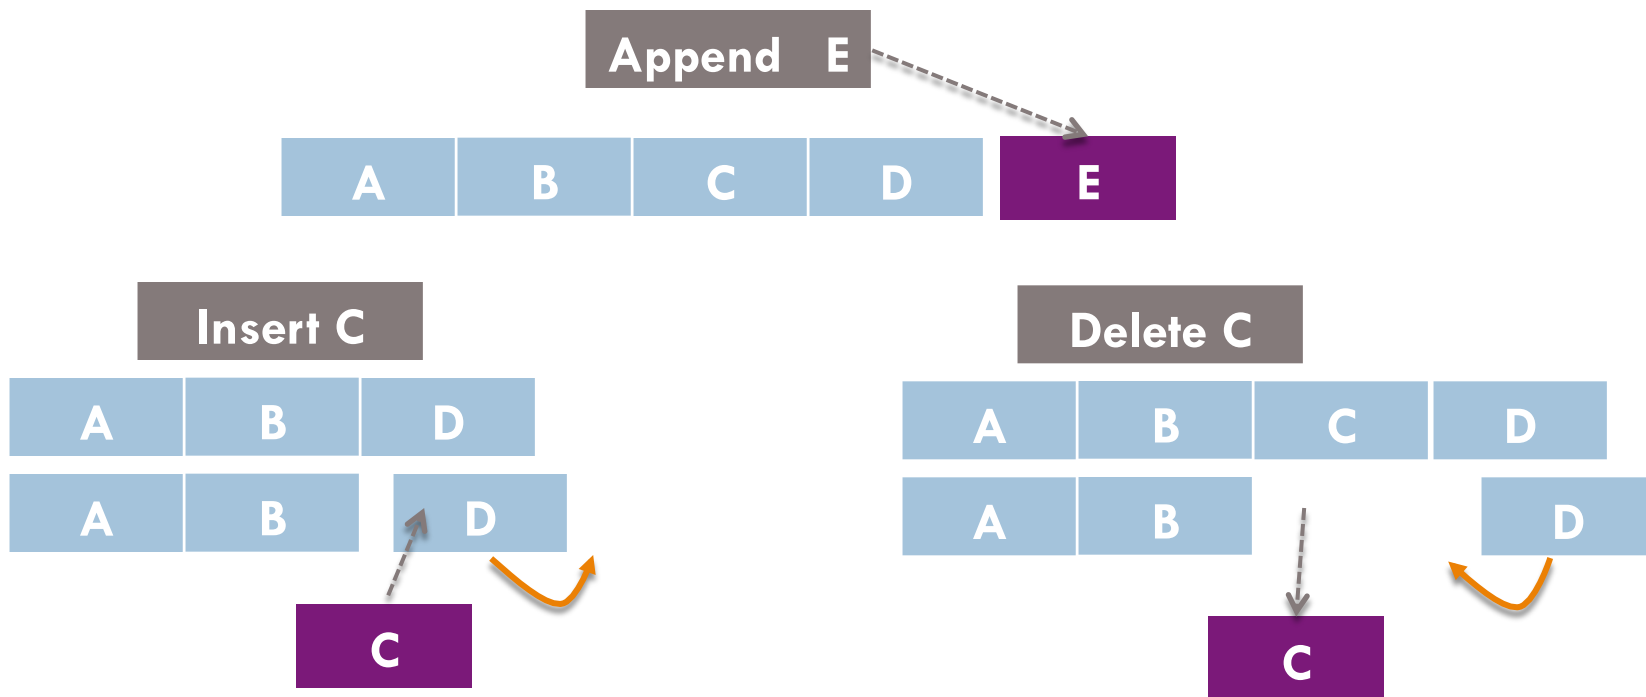 Append E
A B C D E
Insert C
A B D
A B D
C
Delete C
A B C D
A B D
C